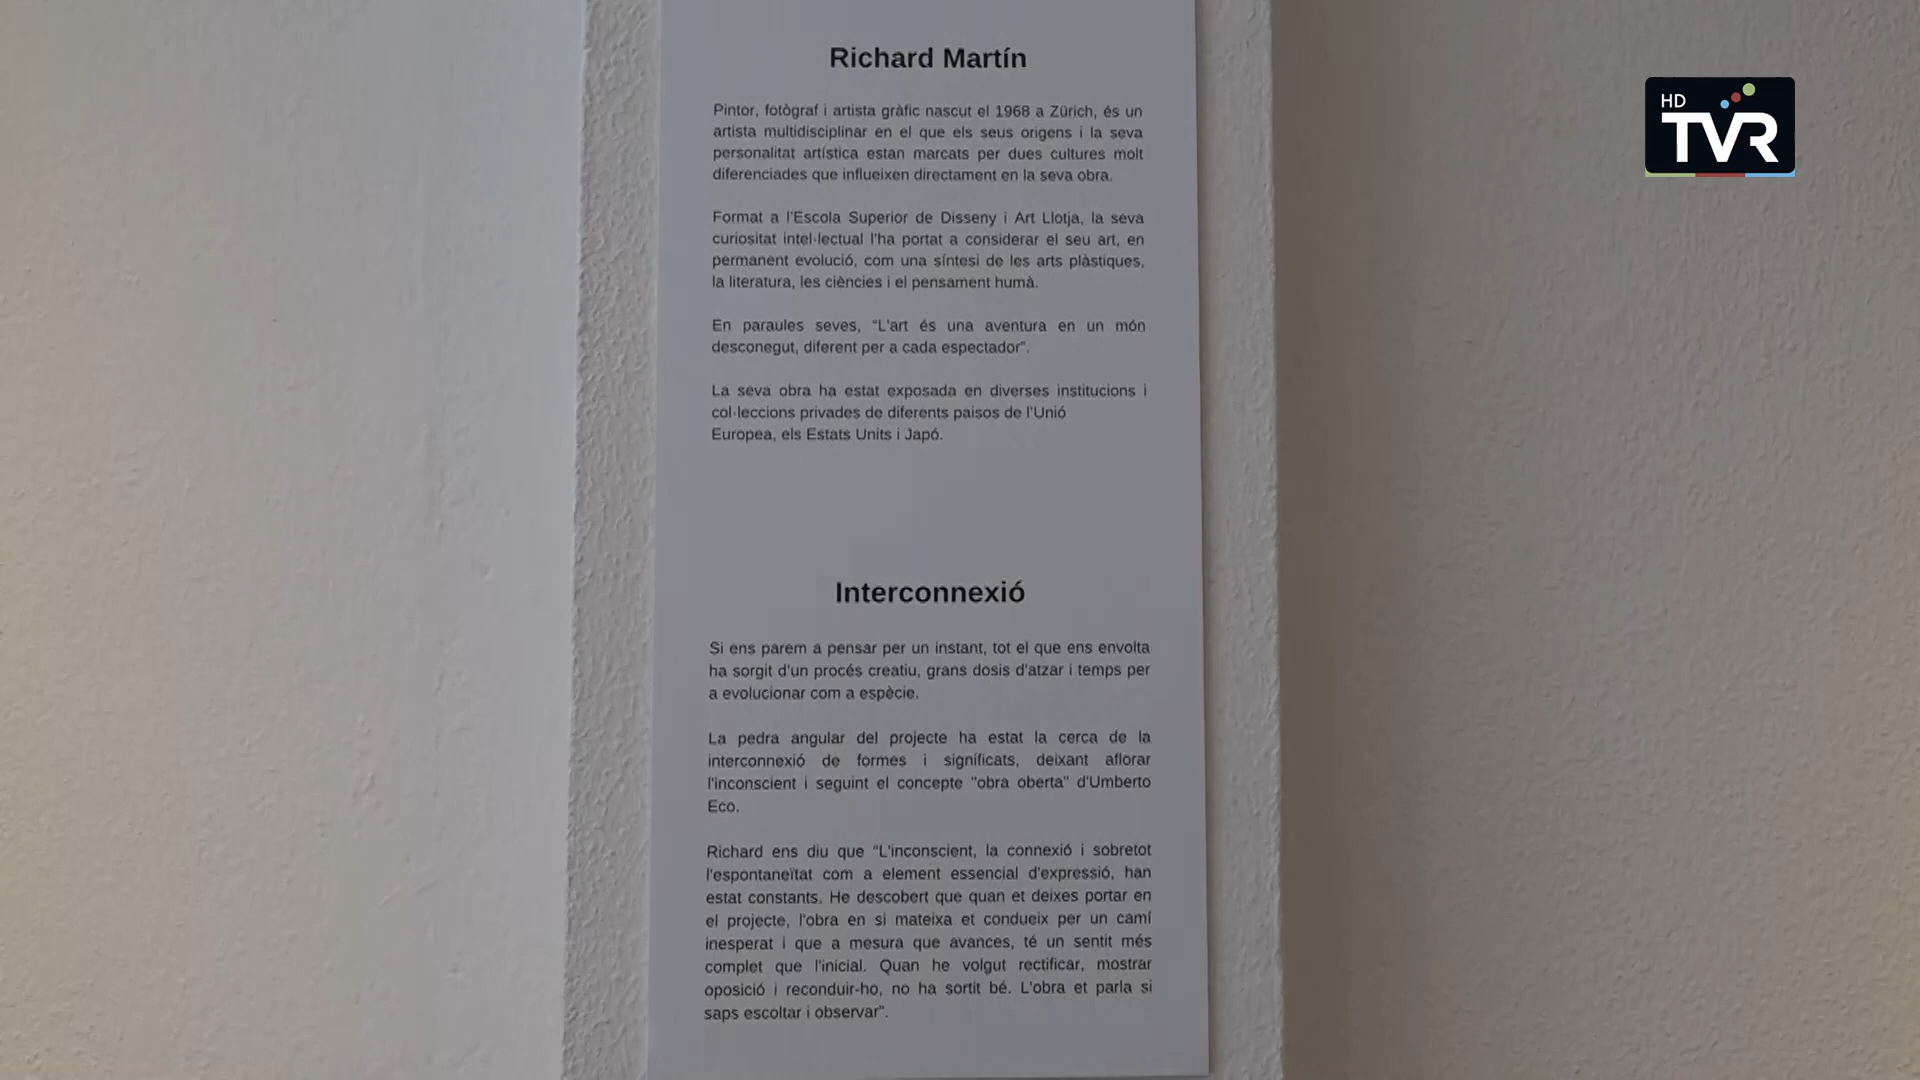 Richard Martín
Pintor, fotògraf i artista gràfic nascut el 1968 a Zürich, és un
artista multidisciplinar en el que els seus origens i la seva
personalitat artística estan marcats per dues cultures molt
diferenciades que influeixen directament en la seva obra.
Format a l'Escola Superior de Disseny i Art Llotja, la seva
curiositat intel·lectual l'ha portat a considerar el seu art, en
permanent evolució, com una síntesi de les arts plàstiques,
la literatura, les ciències i el pensament humà.
En paraules seves, “L'art és una aventura en un món
desconegut, diferent per a cada espectador”.
La seva obra ha estat exposada en diverses institucions i
col·leccions privades de diferents paisos de l'Unió
Europea, els Estats Units i Japó.
Interconnexió
Si ens parem a pensar per un instant, tot el que ens envolta
ha sorgit d'un procés creatiu, grans dosis d'atzar i temps per
a evolucionar com a espècie.
La pedra angular del projecte ha estat la cerca de la
interconnexió de formes i significats, deixant aflorar
l'inconscient i seguint el concepte "obra oberta" d'Umberto
Eco.
Richard ens diu que “L'inconscient, la connexió i sobretot
l'espontaneïtat com a element essencial d'expressió, han
estat constants. He descobert que quan et deixes portar en
el projecte, l'obra en si mateixa et condueix per un camí
inesperat i que a mesura que avances, té un sentit més
complet que l'inicial. Quan he volgut rectificar, mostrar
oposició i reconduir-ho, no ha sortit bé. L'obra et parla si
saps escoltar i observar”.
HD
TVR